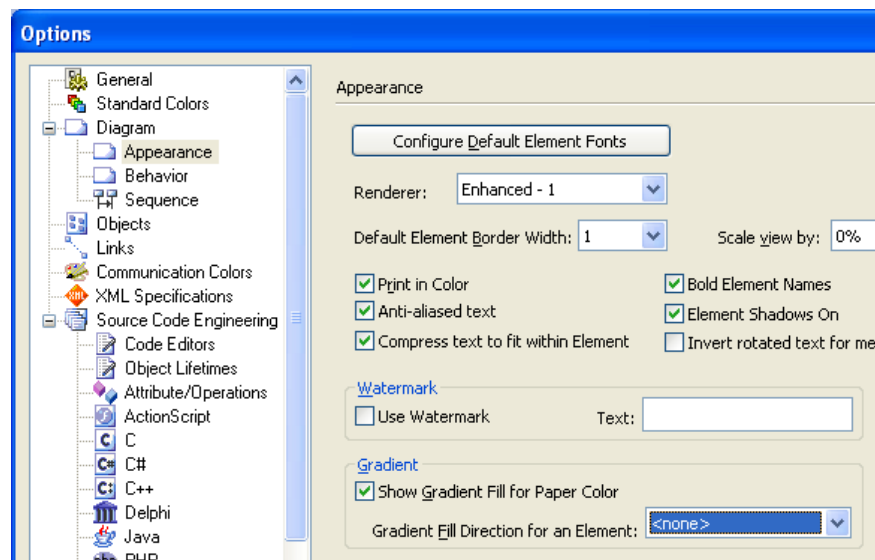 Options
General
Standard Colors
Diagram
Appearance
Behavior
Sequence
Objects
Links
Communication Colors
XML Specifications
Source Code Engineering
Code Editors
Object Lifetimes
Attribute/Operations
ActionScript
C
C#
C++
Delphi
Java
PHP
Appearance
Configure Default Element Fonts
Renderer: Enhanced - 1
Default Element Border Width: 1 Scale view by: 0%
Print in Color Bold Element Names
Anti-aliased text Element Shadows On
Compress text to fit within Element Invert rotated text for me
Watermark
Use Watermark Text:
Gradient
Show Gradient Fill for Paper Color
Gradient Fill Direction for an Element: <none>